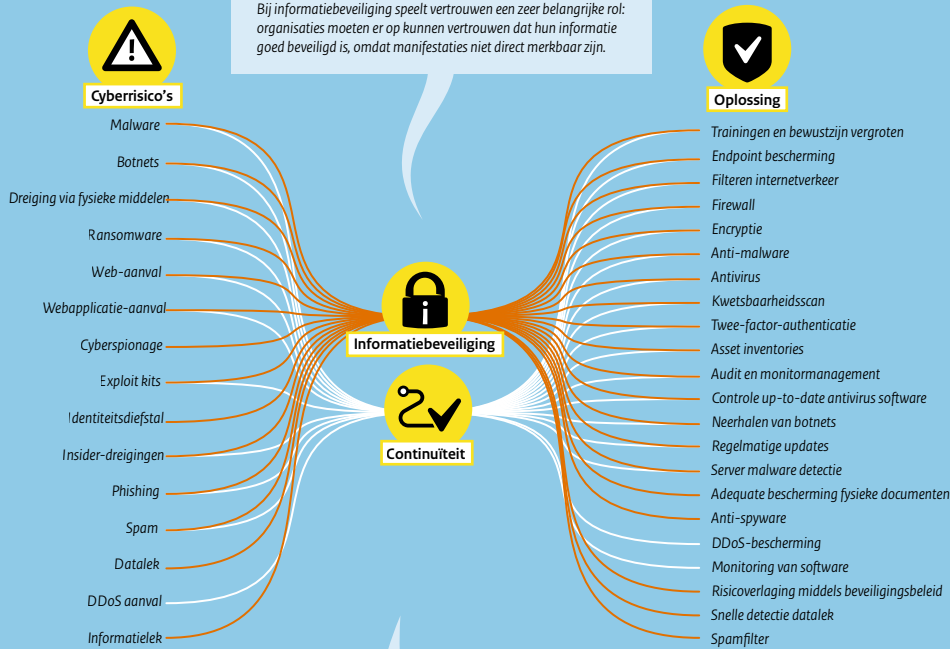 Bij informatiebeveiliging speelt vertrouwen een zeer belangrijke rol:
organisaties moeten er op kunnen vertrouwen dat hun informatie
goed beveiligd is, omdat manifestaties niet direct merkbaar zijn.
Cyberrisico's
Malware
Botnets
Dreiging via fysieke middelen
Ransomware
Web-aanval
Webapplicatie-aanval
Cyberspionage
Exploit kits
Identiteitsdiefstal
Insider-dreigingen
Phishing
Spam
Datalek
DDoS aanval
Informatielek
i
Informatiebeveiliging
Continuïteit
Oplossing
Trainingen en bewustzijn vergroten
Endpoint bescherming
Filteren internetverkeer
Firewall
Encryptie
Anti-malware
Antivirus
Kwetsbaarheidsscan
Twee-factor-authenticatie
Asset inventories
Audit en monitormanagement
Controle up-to-date antivirus software
Neerhalen van botnets
Regelmatige updates
Server malware detectie
Adequate bescherming fysieke documenten
Anti-spyware
DDoS-bescherming
Monitoring van software
Risicoverlaging middels beveiligingsbeleid
Snelle detectie datalek
Spamfilter